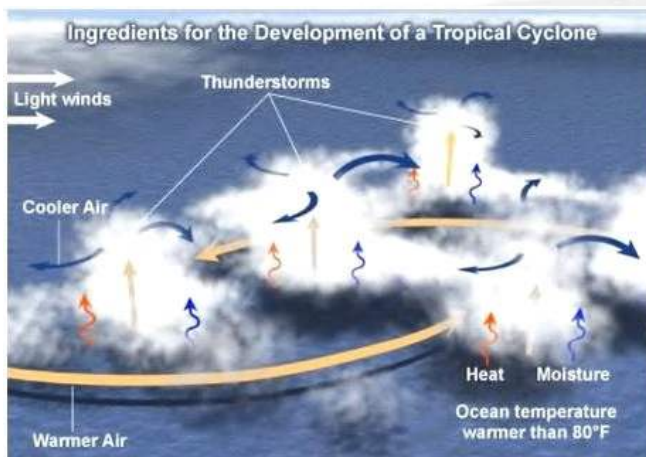 Ingredients for the Development of a Tropical Cyclone
Thunderstorms
Light winds
Cooler Air
Heat
Moisture
Ocean temperature
warmer than 80°F
Warmer Air